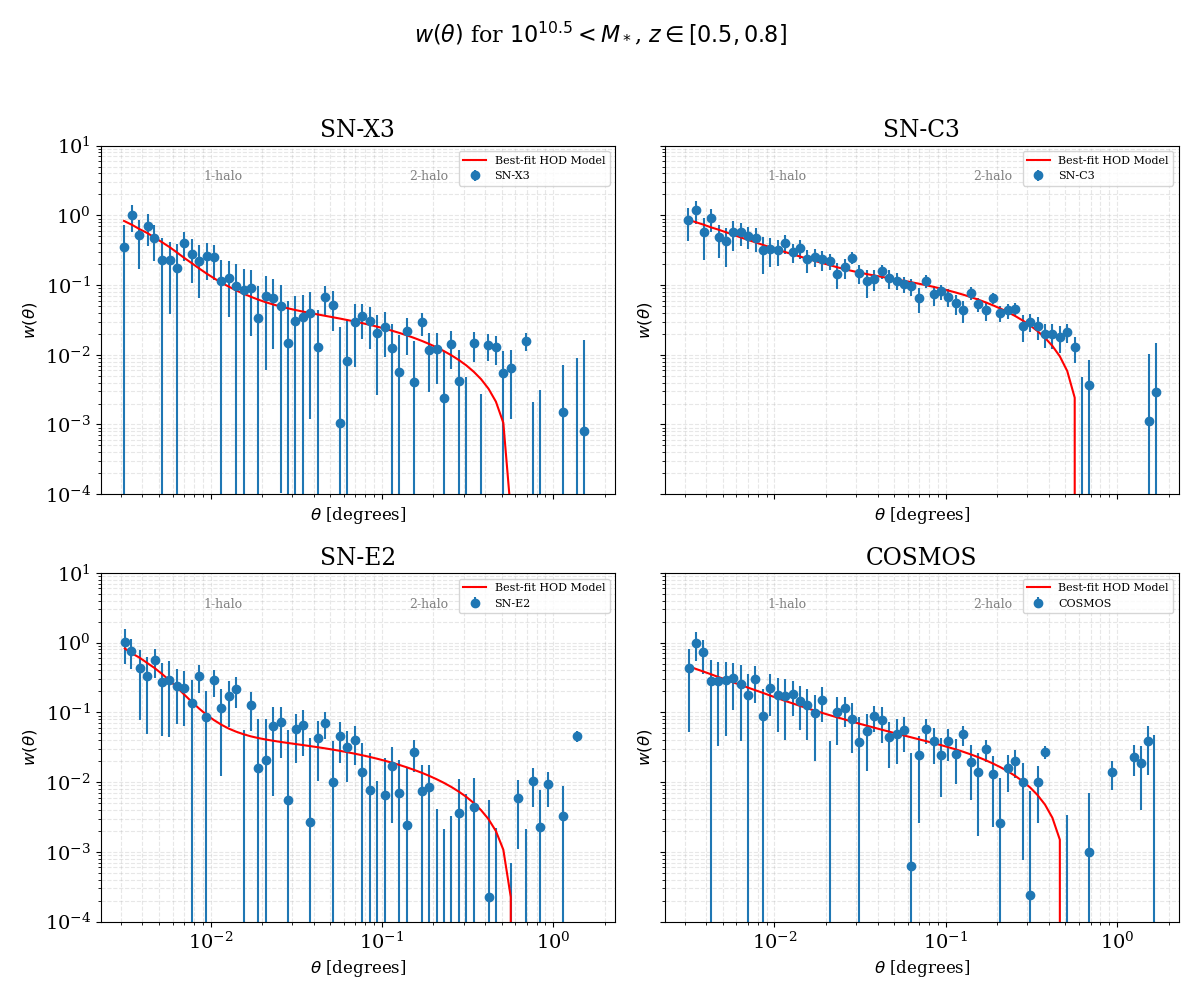 w(θ) for 10^{10.5} < M_*, z ∈ [0.5, 0.8]
SN-X3
w(θ)
10^1
10^0
10^{-1}
10^{-2}
10^{-3}
10^{-4}
1-halo
2-halo
Best-fit HOD Model
SN-X3
θ [degrees]
SN-C3
w(θ)
1-halo
2-halo
Best-fit HOD Model
SN-C3
θ [degrees]
SN-E2
w(θ)
10^1
10^0
10^{-1}
10^{-2}
10^{-3}
10^{-4}
1-halo
2-halo
Best-fit HOD Model
SN-E2
10^{-2}
10^{-1}
10^0
θ [degrees]
COSMOS
w(θ)
1-halo
2-halo
Best-fit HOD Model
COSMOS
10^{-2}
10^{-1}
10^0
θ [degrees]